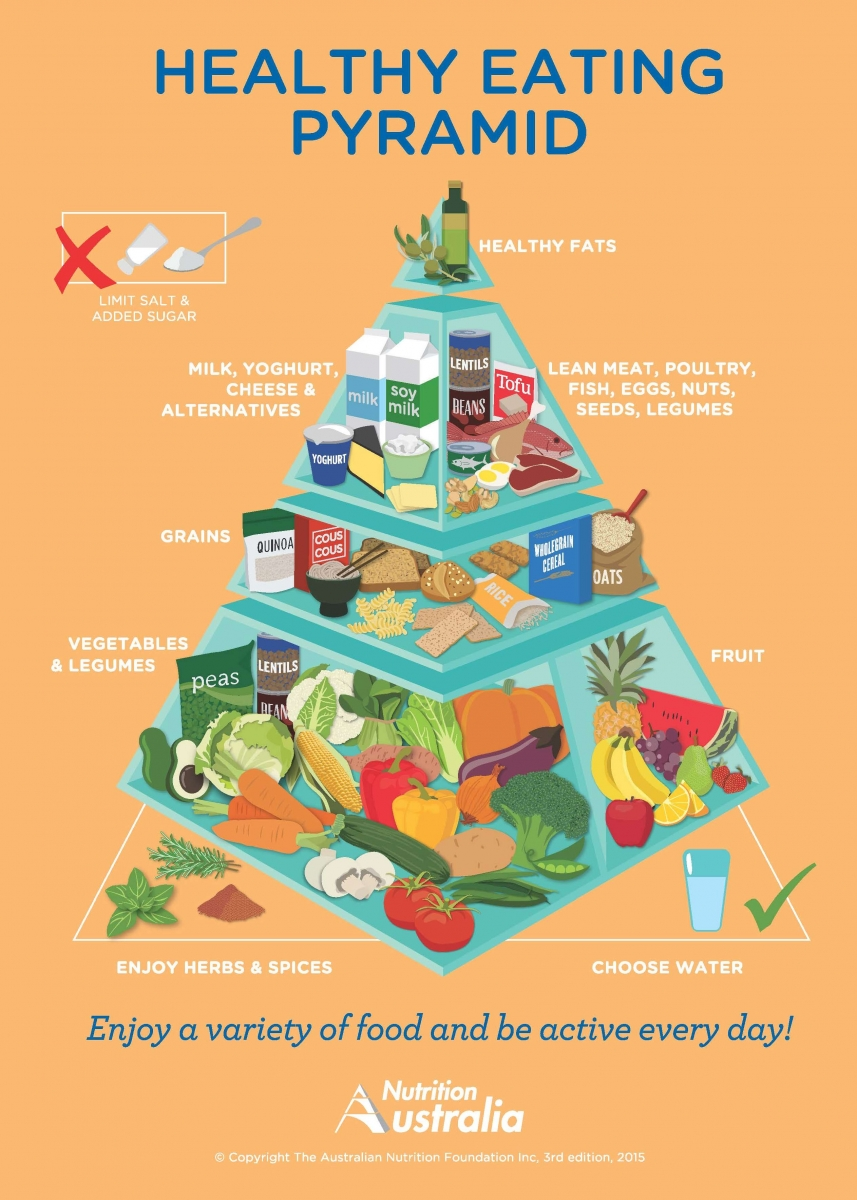 HEALTHY EATING
PYRAMID
HEALTHY FATS
LIMIT SALT &
ADDED SUGAR
MILK, YOGHURT,
CHEESE &
ALTERNATIVES
milk
soy
milk
YOGHURT
LENTILS
BEANS
Tofu
LEAN MEAT, POULTRY,
FISH, EGGS, NUTS,
SEEDS, LEGUMES
GRAINS
QUINOA
COUS
COUS
RICE
WHOLEGRAIN
CEREAL
OATS
VEGETABLES
& LEGUMES
peas
LENTILS
BEAN
FRUIT
ENJOY HERBS & SPICES
CHOOSE WATER
Enjoy a variety of food and be active every day!
Nutrition
Australia
© Copyright The Australian Nutrition Foundation Inc, 3rd edition, 2015